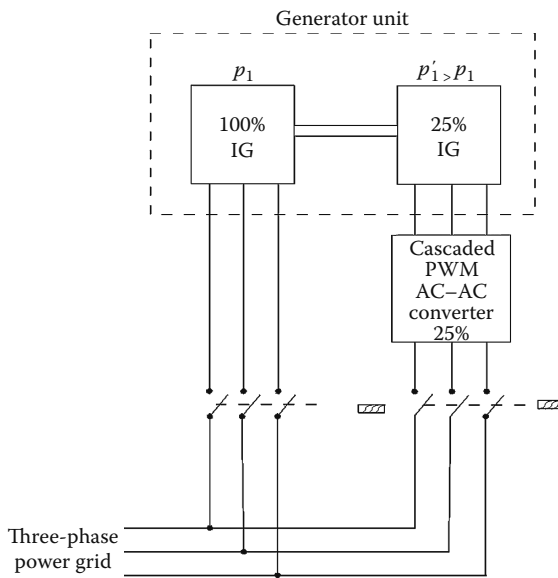 Generator unit
p₁
p′₁ > p₁
100%
IG
25%
IG
Cascaded
PWM
AC–AC
converter
25%
Three-phase
power grid